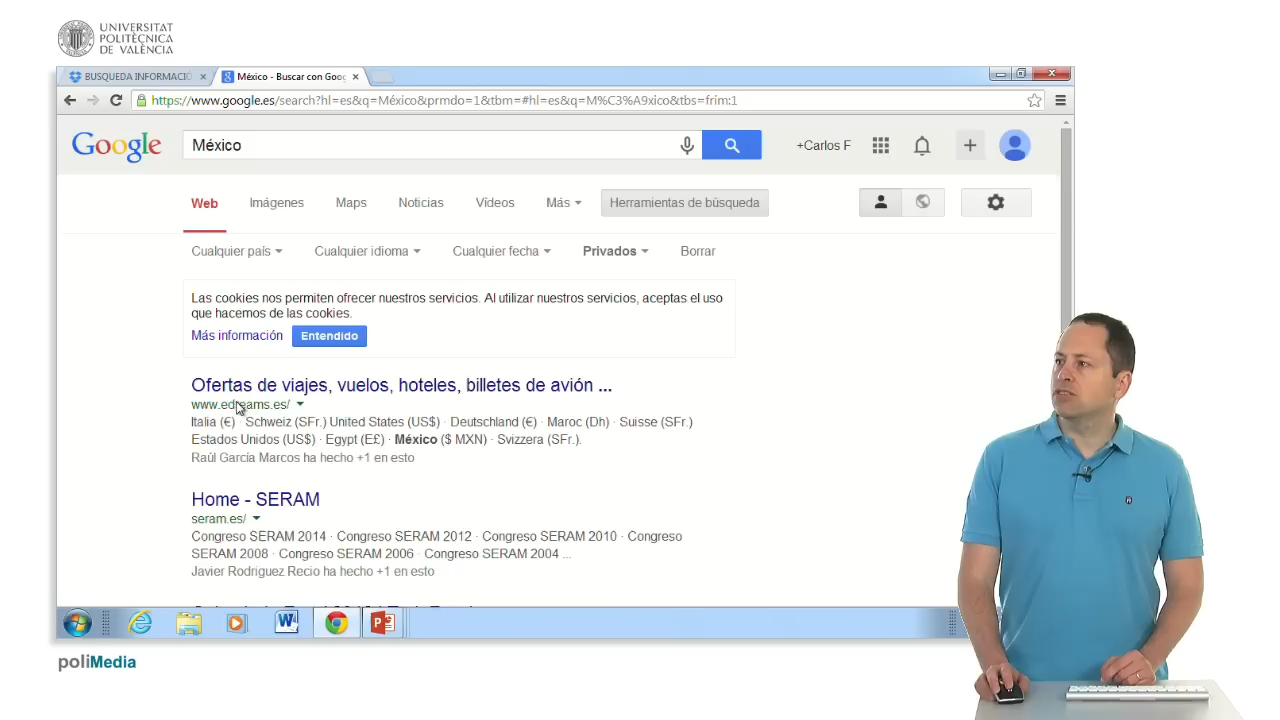 UNIVERSITAT
POLITÈCNICA
DE VALÈNCIA
BUSQUEDA INFORMACIÓ
México - Buscar con Goog
https://www.google.es/search?hl=es&q=México&prmdo=1&tbm=#hl=es&q=M%C3%A9xico&tbs=frim:1
Google
México
+Carlos F
Web
Imágenes
Maps
Noticias
Vídeos
Más
Herramientas de búsqueda
Cualquier país
Cualquier idioma
Cualquier fecha
Privados
Borrar
Las cookies nos permiten ofrecer nuestros servicios. Al utilizar nuestros servicios, aceptas el uso
que hacemos de las cookies.
Más información
Entendido
Ofertas de viajes, vuelos, hoteles, billetes de avión ...
www.edreams.es/
Italia (€) · Schweiz (SFr.) United States (US$) · Deutschland (€) · Maroc (Dh) · Suisse (SFr.)
Estados Unidos (US$) · Egypt (E£) · México ($ MXN) · Svizzera (SFr.).
Raúl García Marcos ha hecho +1 en esto
Home - SERAM
seram.es/
Congreso SERAM 2014 · Congreso SERAM 2012 · Congreso SERAM 2010 · Congreso
SERAM 2008 · Congreso SERAM 2006 · Congreso SERAM 2004 ...
Javier Rodriguez Recio ha hecho +1 en esto
poliMedia